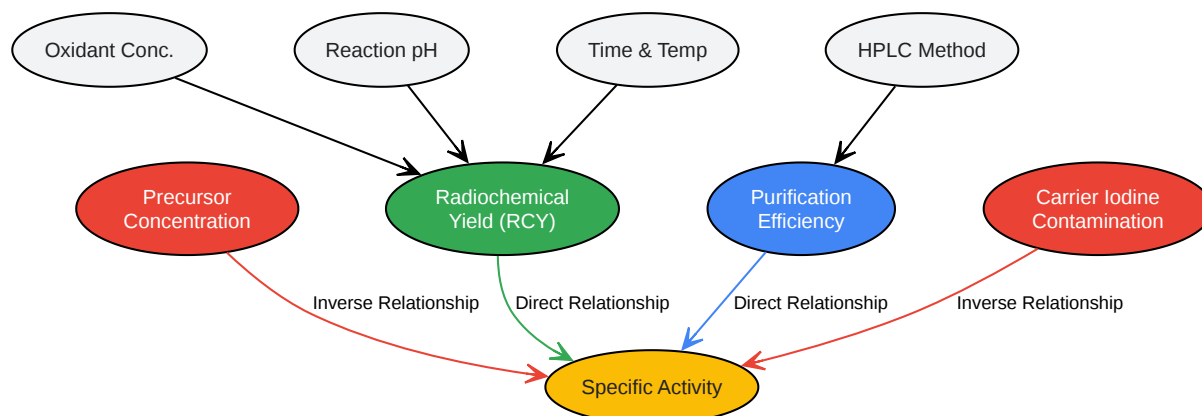 Oxidant Conc.
Reaction pH
Time & Temp
HPLC Method
Precursor
Concentration
Radiochemical
Yield (RCY)
Purification
Efficiency
Carrier Iodine
Contamination
Inverse Relationship
Direct Relationship
Direct Relationship
Inverse Relationship
Specific Activity